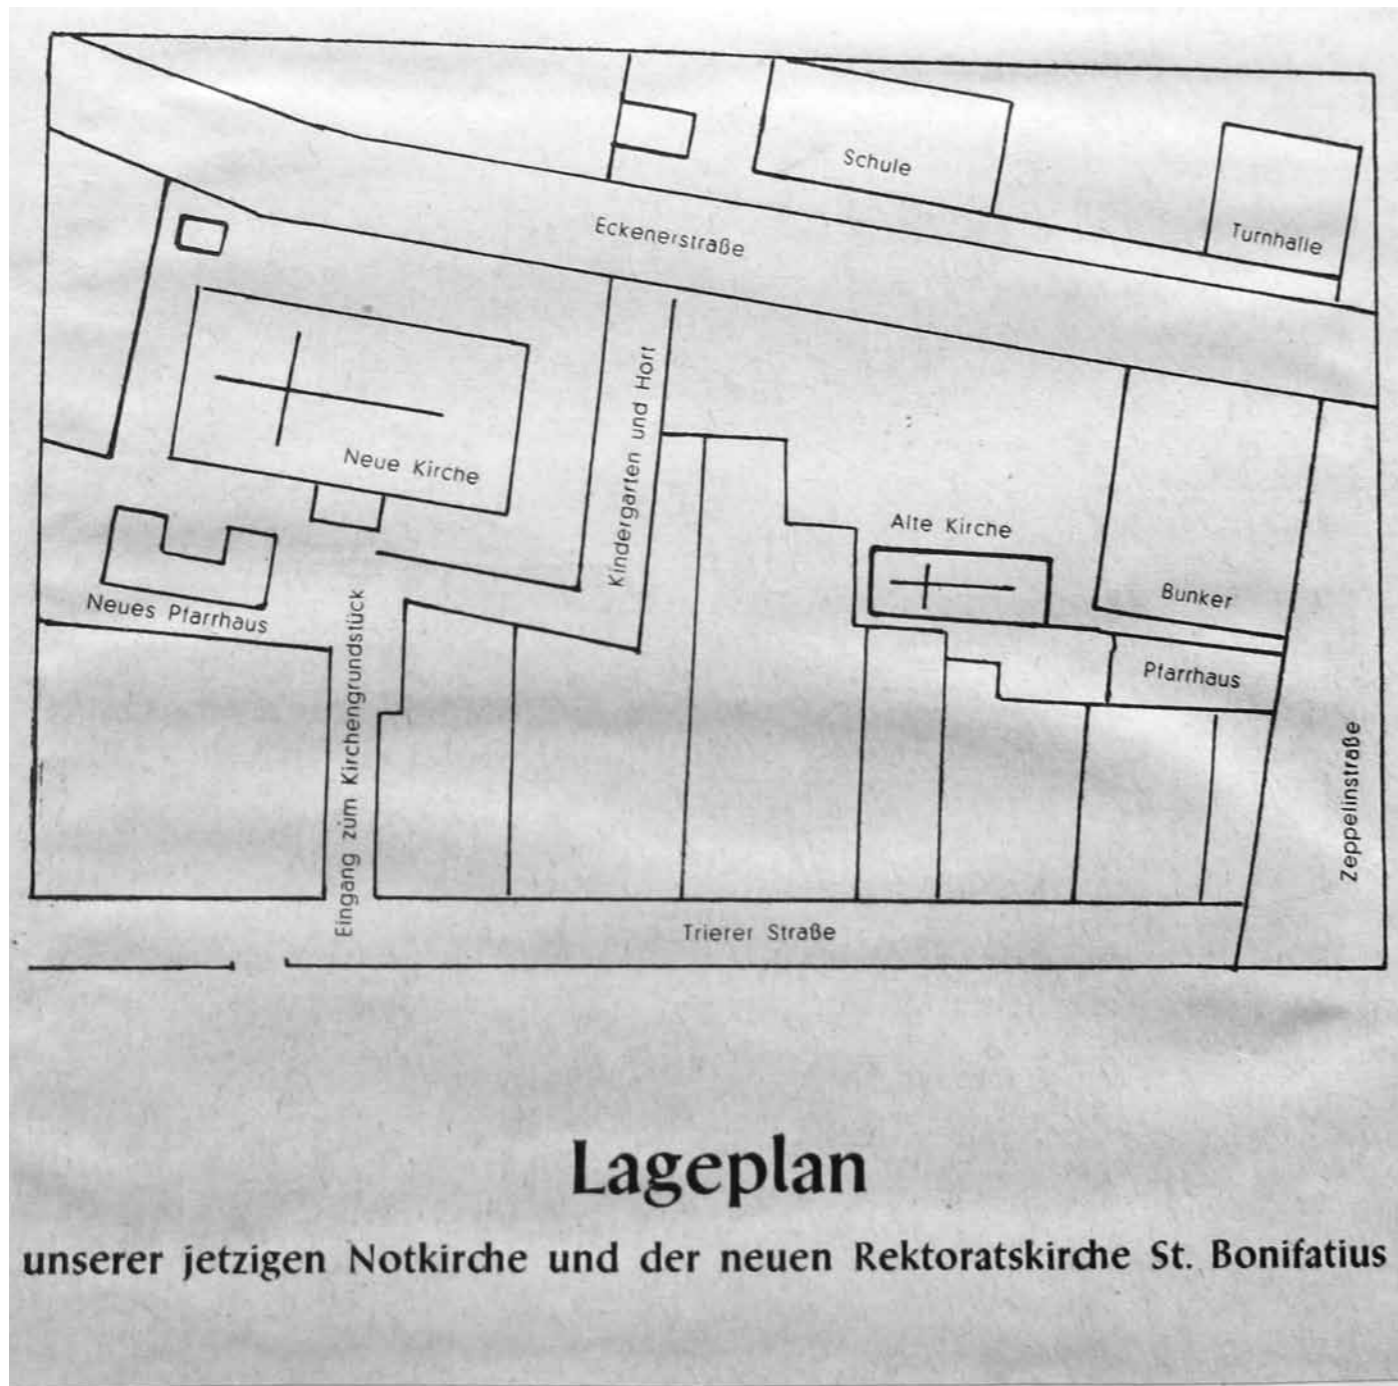 Schule
Turnhalle
Eckenerstraße
Kindergarten und Hort
Neue Kirche
Alte Kirche
Bunker
Neues Pfarrhaus
Pfarrhaus
Eingang zum Kirchengrundstück
Zeppelinstraße
Trierer Straße
Lageplan
unserer jetzigen Notkirche und der neuen Rektoratskirche St. Bonifatius